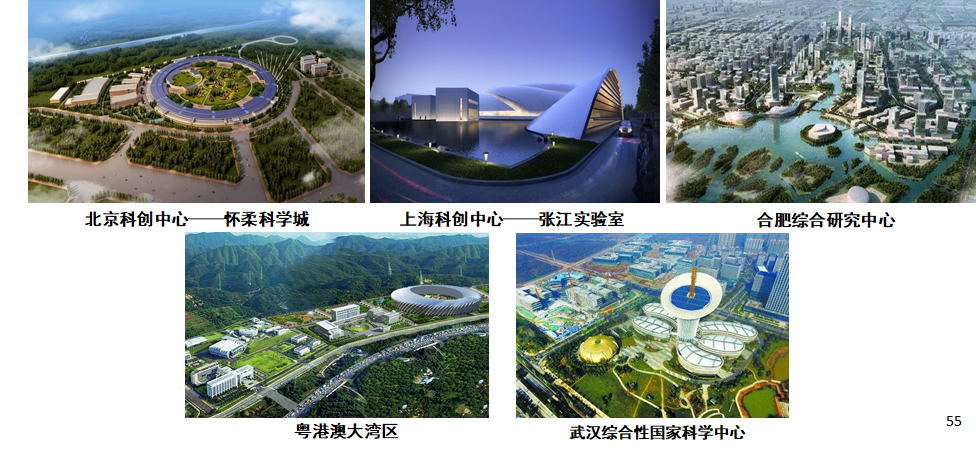 北京科创中心——怀柔科学城
上海科创中心——张江实验室
合肥综合研究中心
粤港澳大湾区
武汉综合性国家科学中心
55